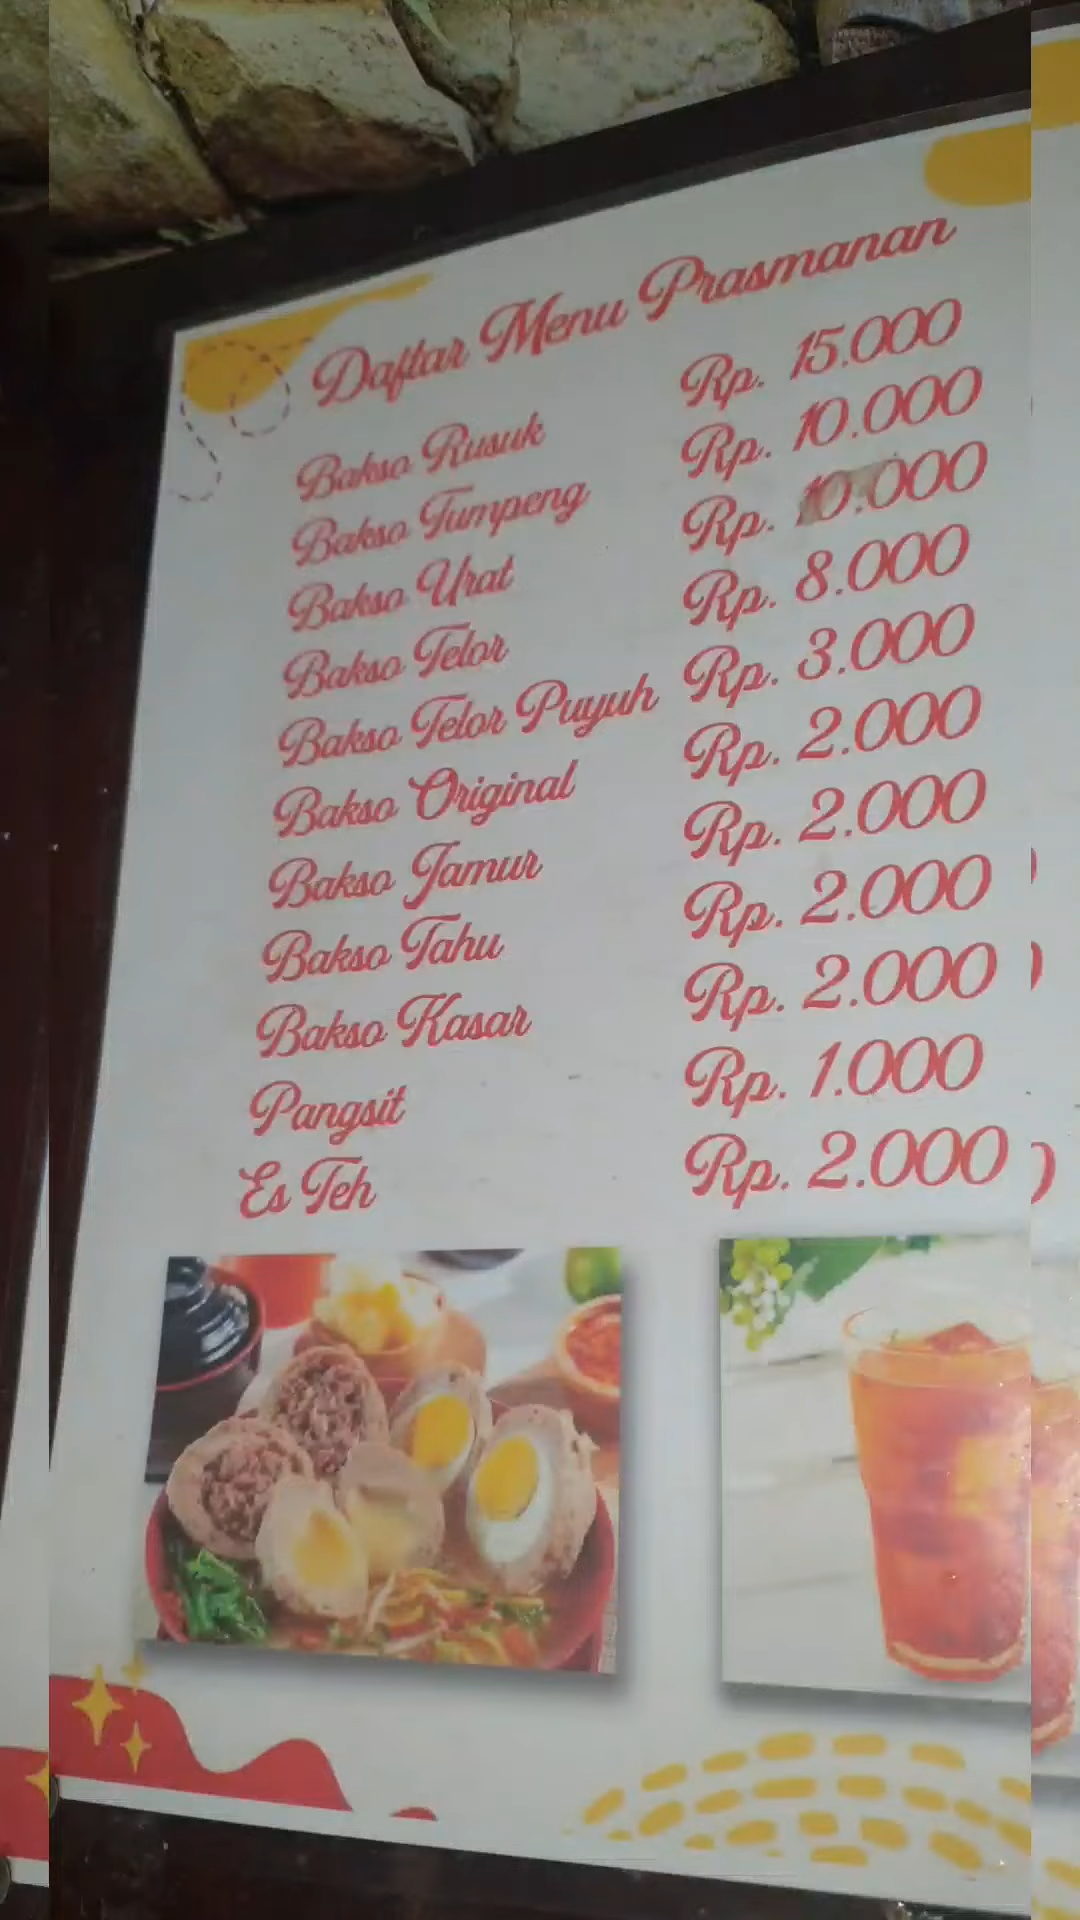 Daftar Menu Prasmanan
Bakso Rusuk Rp. 15.000
Bakso Tumpeng Rp. 10.000
Bakso Urat Rp. 10.000
Bakso Telor Rp. 8.000
Bakso Telor Puyuh Rp. 3.000
Bakso Original Rp. 2.000
Bakso Jamur Rp. 2.000
Bakso Tahu Rp. 2.000
Bakso Kasar Rp. 2.000
Pangsit Rp. 1.000
Es Teh Rp. 2.000